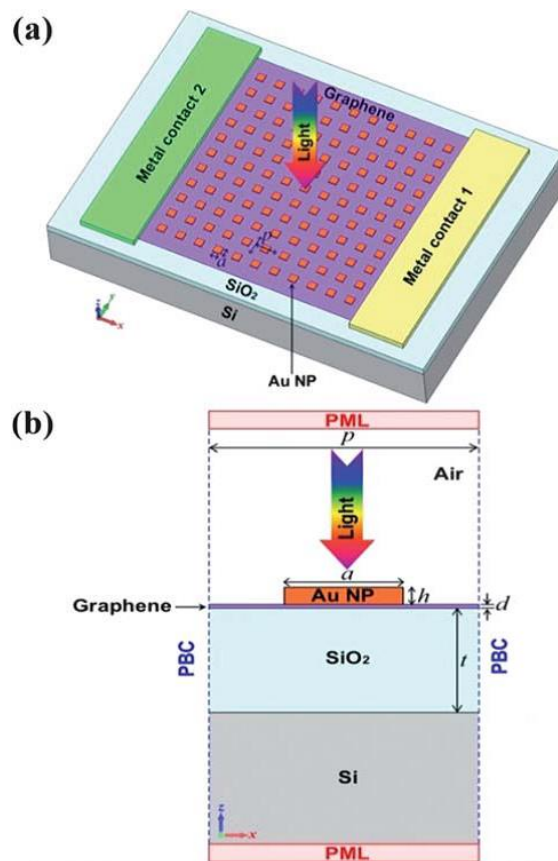 (a)
Metal contact 2
Graphene
Light
Metal contact 1
p
a
SiO₂
Si
z
y
x
Au NP
(b)
PML
p
Air
Light
a
Au NP
h
Graphene
d
PBC
SiO₂
t
PBC
Si
z
x
PML